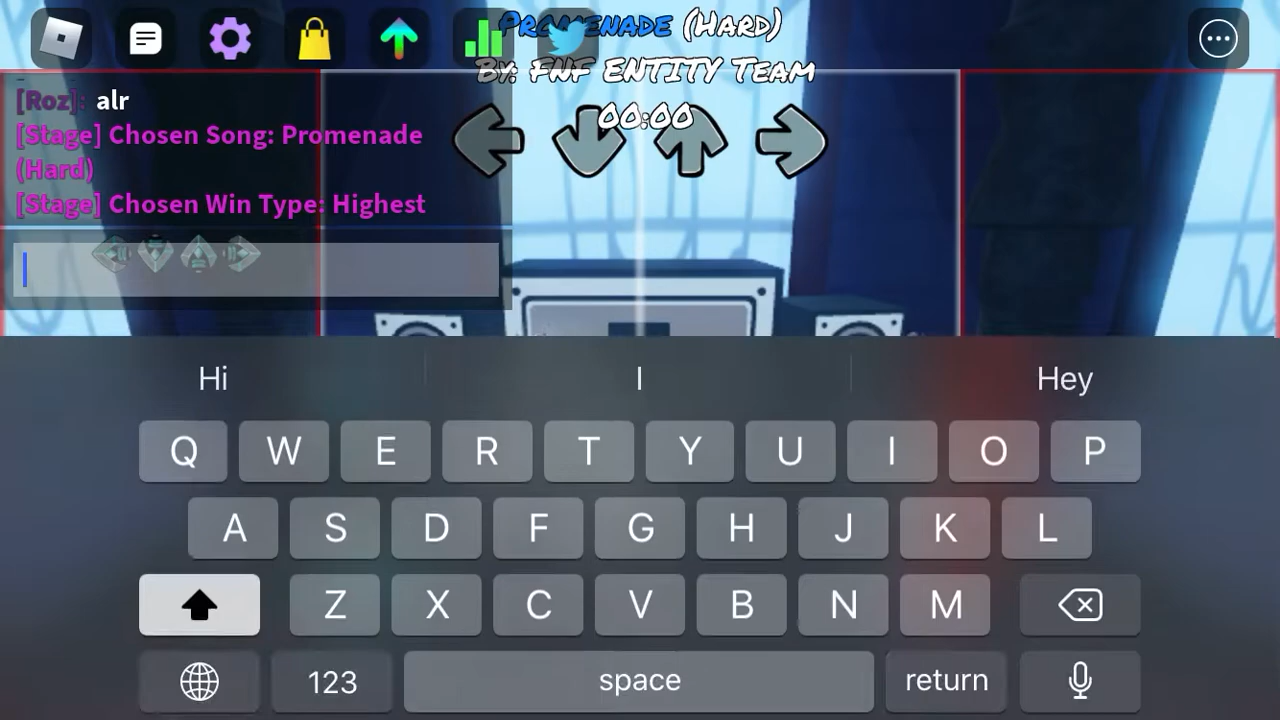 Promenade (Hard)
By: FNF ENTITY Team
00:00
[Roz]: alr
[Stage] Chosen Song: Promenade
(Hard)
[Stage] Chosen Win Type: Highest
Hi I Hey
Q W E R T Y U I O P
A S D F G H J K L
Z X C V B N M
123 space return